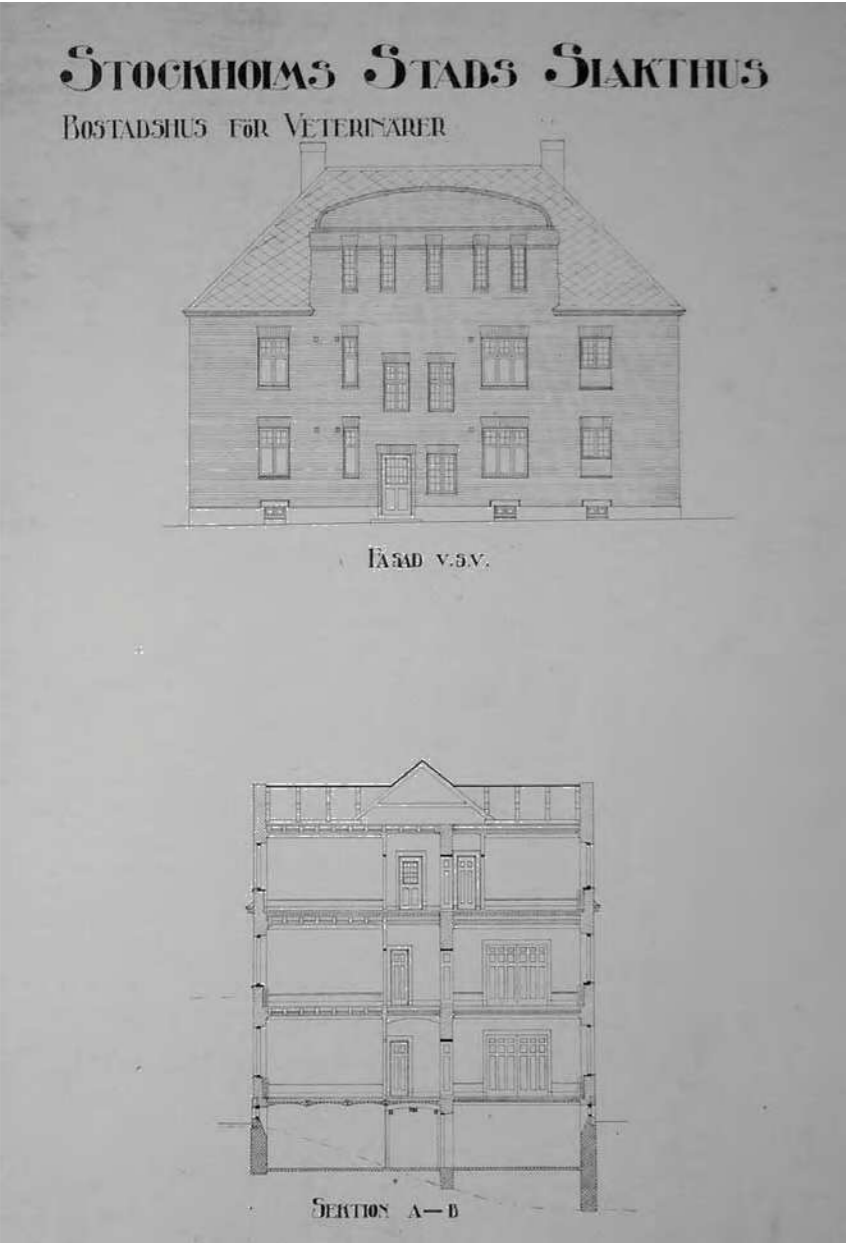 STOCKHOLMS STADS SLAKTHUS
BOSTADSHUS FÖR VETERINÄRER
FASAD V.S.V.
SEKTION A—B